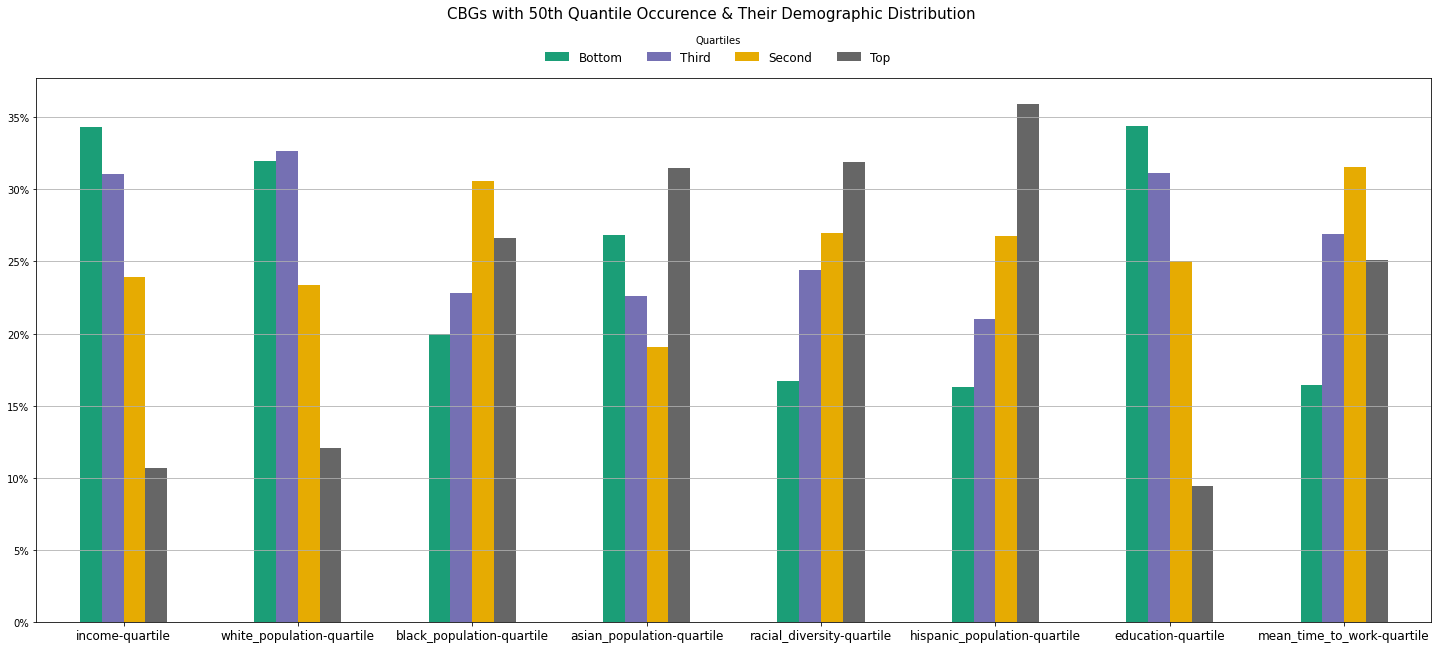 CBGs with 50th Quantile Occurence & Their Demographic Distribution
Quartiles
Bottom Third Second Top
35%
30%
25%
20%
15%
10%
5%
0%
income-quartile white_population-quartile black_population-quartile asian_population-quartile racial_diversity-quartile hispanic_population-quartile education-quartile mean_time_to_work-quartile